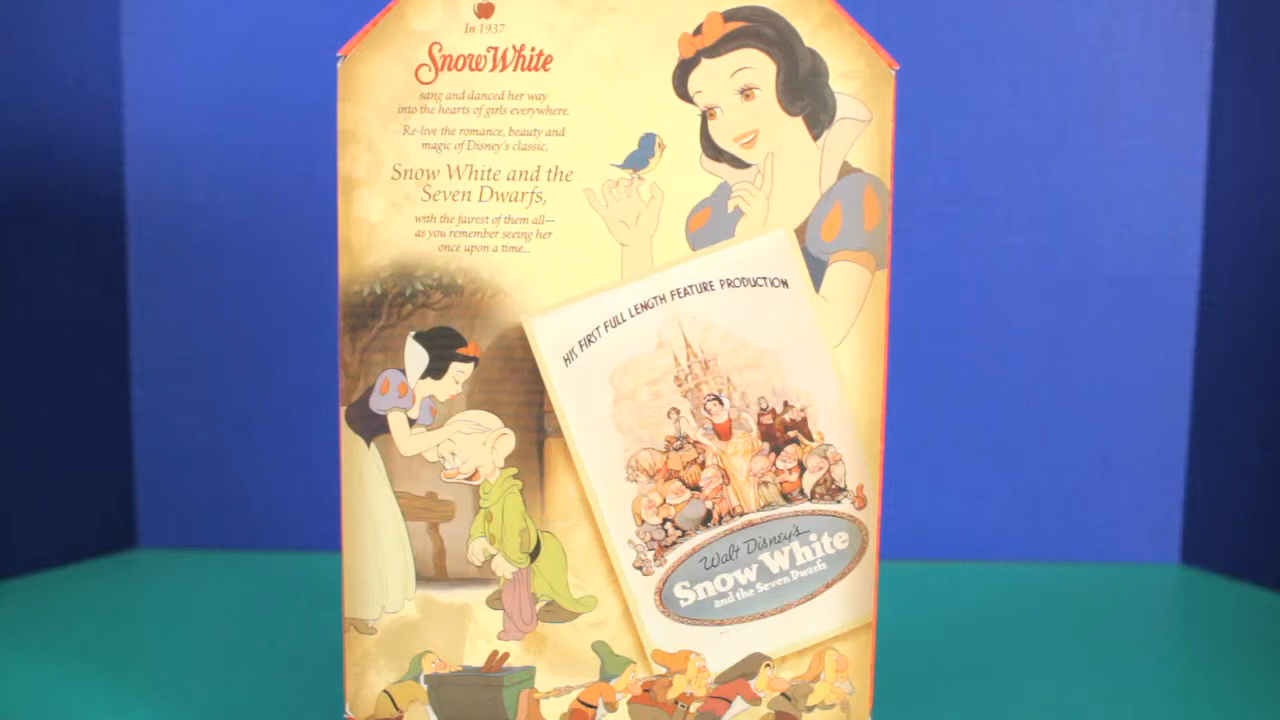 In 1937
Snow White
sang and danced her way
into the hearts of girls everywhere.
Re-live the romance, beauty and
magic of Disney's classic,
Snow White and the
Seven Dwarfs,
with the fairest of them all—
as you remember seeing her
once upon a time...
HIS FIRST FULL LENGTH FEATURE PRODUCTION
Walt Disney's
Snow White
and the Seven Dwarfs